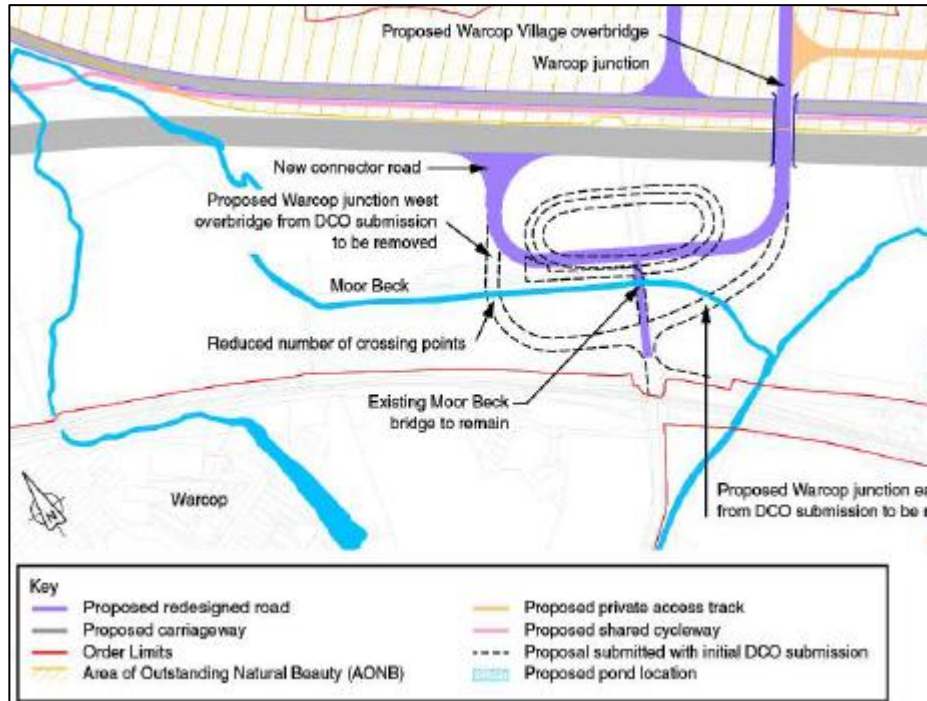 Proposed Warcop Village overbridge
Warcop junction
New connector road
Proposed Warcop junction west
overbridge from DCO submission
to be removed
Moor Beck
Reduced number of crossing points
Existing Moor Beck
bridge to remain
Warcop
N
Proposed Warcop junction ea
from DCO submission to be r
Key
Proposed redesigned road
Proposed carriageway
Order Limits
Area of Outstanding Natural Beauty (AONB)
Proposed private access track
Proposed shared cycleway
Proposal submitted with initial DCO submission
Proposed pond location